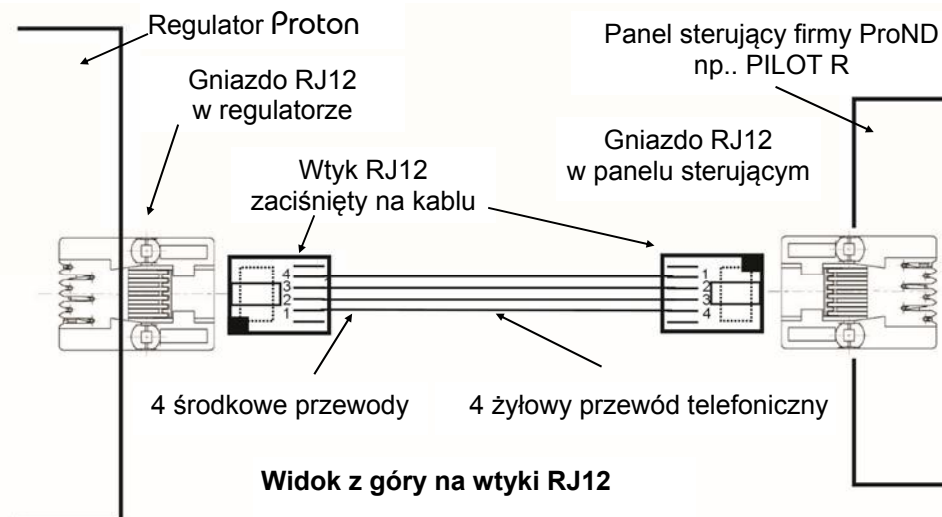 Regulator Proton
Panel sterujący firmy ProND
np.. PILOT R
Gniazdo RJ12
w regulatorze
Gniazdo RJ12
w panelu sterującym
Wtyk RJ12
zaciśnięty na kablu
4
3
2
1
1
2
3
4
4 środkowe przewody
4 żyłowy przewód telefoniczny
Widok z góry na wtyki RJ12